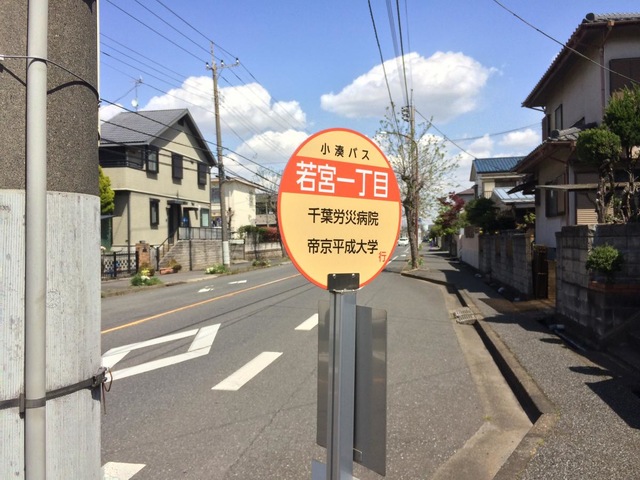 小湊バス
若宮一丁目
千葉労災病院
帝京平成大学行